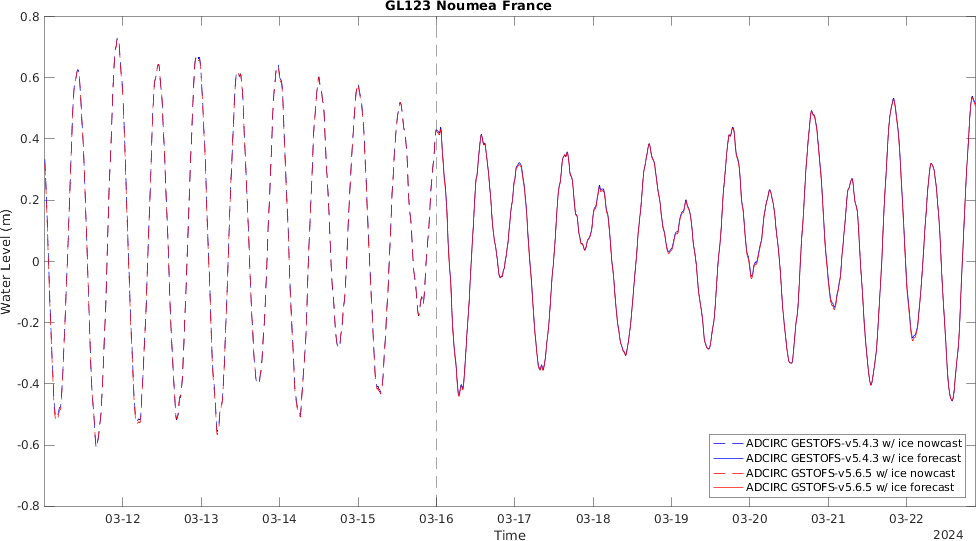 GL123 Noumea France
0.8
0.6
0.4
0.2
0
-0.2
-0.4
-0.6
-0.8
Water Level (m)
03-12 03-13 03-14 03-15 03-16 03-17 03-18 03-19 03-20 03-21 03-22
Time
2024
ADCIRC GESTOFS-v5.4.3 w/ ice nowcast
ADCIRC GESTOFS-v5.4.3 w/ ice forecast
ADCIRC GSTOFS-v5.6.5 w/ ice nowcast
ADCIRC GSTOFS-v5.6.5 w/ ice forecast